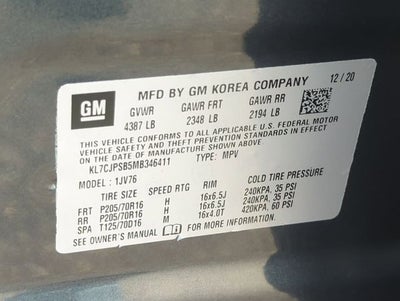 GM
MFD BY GM KOREA COMPANY 12/20
GVWR GAWR FRT GAWR RR
4387 LB 2348 LB 2194 LB
THIS VEHICLE CONFORMS TO ALL APPLICABLE U.S. FEDERAL MOTOR
VEHICLE SAFETY, BUMPER, AND THEFT PREVENTION STANDARDS IN
EFFECT ON THE DATE OF MANUFACTURE SHOWN ABOVE.
KL7CJPSB5MB346411 TYPE: MPV
MODEL: 1JV76
TIRE SIZE SPEED RTG RIM COLD TIRE PRESSURE
FRT P205/70R16 H 16x6.5J 240KPA, 35 PSI
RR P205/70R16 H 16x6.5J 240KPA, 35 PSI
SPA T125/70D16 M 16x4.0T 420KPA, 60 PSI
SEE OWNER'S MANUAL FOR MORE INFORMATION.